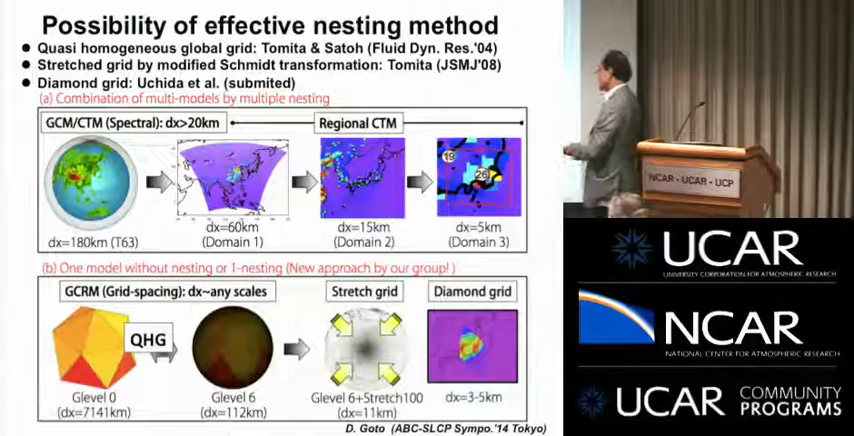 Possibility of effective nesting method
● Quasi homogeneous global grid: Tomita & Satoh (Fluid Dyn. Res.'04)
● Stretched grid by modified Schmidt transformation: Tomita (JSMJ'08)
● Diamond grid: Uchida et al. (submited)
(a) Combination of multi-models by multiple nesting
GCM/CTM (Spectral): dx>20km
Regional CTM
19
26
dx=180km (T63)
dx=60km
(Domain 1)
dx=15km
(Domain 2)
dx=5km
(Domain 3)
(b) One model without nesting or 1-nesting (New approach by our group!)
GCRM (Grid-spacing): dx~any scales
Stretch grid
Diamond grid
QHG
Glevel 0
(dx=7141km)
Glevel 6
(dx=112km)
Glevel 6+Stretch100
(dx=11km)
dx=3-5km
D. Goto (ABC-SLCP Sympo.'14 Tokyo)
NCAR • UCAR • UCP
UCAR
UNIVERSITY CORPORATION FOR ATMOSPHERIC RESEARCH
NCAR
NATIONAL CENTER FOR ATMOSPHERIC RESEARCH
UCAR COMMUNITY
PROGRAMS